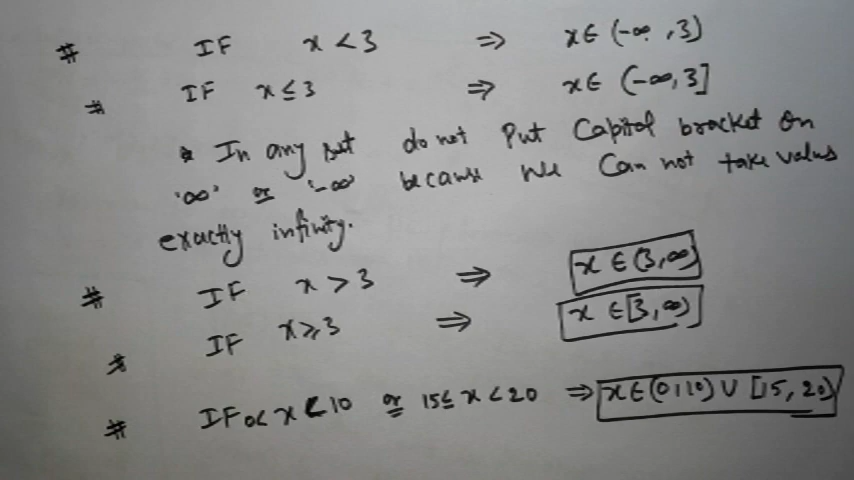 # IF x < 3 ⇒ x ∈ (-∞, 3)
# IF x ≤ 3 ⇒ x ∈ (-∞, 3]
* In any set do not Put Capital bracket on
'∞' or '-∞' because we Can not take values
exactly infinity.
# IF x > 3 ⇒ x ∈ (3, ∞)
* IF x ≥ 3 ⇒ x ∈ [3, ∞)
# IF 0 < x < 10 or 15 ≤ x < 20 ⇒ x ∈ (0, 10) ∪ [15, 20)